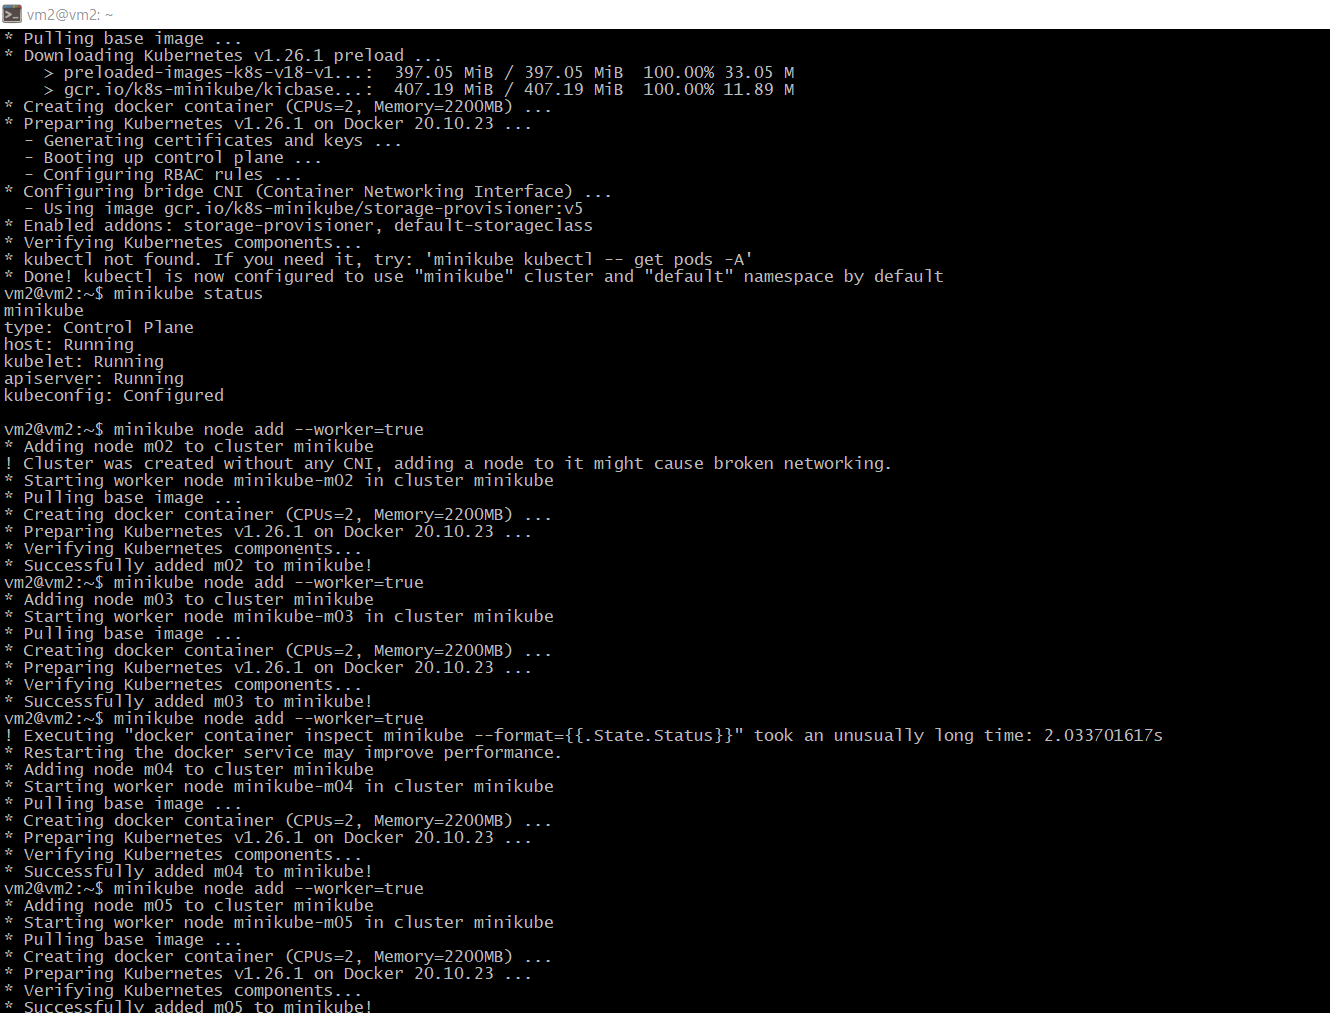 vm2@vm2: ~
* Pulling base image ...
* Downloading Kubernetes v1.26.1 preload ...
    > preloaded-images-k8s-v18-v1...:  397.05 MiB / 397.05 MiB  100.00% 33.05 M
    > gcr.io/k8s-minikube/kicbase...:  407.19 MiB / 407.19 MiB  100.00% 11.89 M
* Creating docker container (CPUs=2, Memory=2200MB) ...
* Preparing Kubernetes v1.26.1 on Docker 20.10.23 ...
  - Generating certificates and keys ...
  - Booting up control plane ...
  - Configuring RBAC rules ...
* Configuring bridge CNI (Container Networking Interface) ...
  - Using image gcr.io/k8s-minikube/storage-provisioner:v5
* Enabled addons: storage-provisioner, default-storageclass
* Verifying Kubernetes components...
* kubectl not found. If you need it, try: 'minikube kubectl -- get pods -A'
* Done! kubectl is now configured to use "minikube" cluster and "default" namespace by default
vm2@vm2:~$ minikube status
minikube
type: Control Plane
host: Running
kubelet: Running
apiserver: Running
kubeconfig: Configured

vm2@vm2:~$ minikube node add --worker=true
* Adding node m02 to cluster minikube
! Cluster was created without any CNI, adding a node to it might cause broken networking.
* Starting worker node minikube-m02 in cluster minikube
* Pulling base image ...
* Creating docker container (CPUs=2, Memory=2200MB) ...
* Preparing Kubernetes v1.26.1 on Docker 20.10.23 ...
* Verifying Kubernetes components...
* Successfully added m02 to minikube!
vm2@vm2:~$ minikube node add --worker=true
* Adding node m03 to cluster minikube
* Starting worker node minikube-m03 in cluster minikube
* Pulling base image ...
* Creating docker container (CPUs=2, Memory=2200MB) ...
* Preparing Kubernetes v1.26.1 on Docker 20.10.23 ...
* Verifying Kubernetes components...
* Successfully added m03 to minikube!
vm2@vm2:~$ minikube node add --worker=true
! Executing "docker container inspect minikube --format={{.State.Status}}" took an unusually long time: 2.033701617s
* Restarting the docker service may improve performance.
* Adding node m04 to cluster minikube
* Starting worker node minikube-m04 in cluster minikube
* Pulling base image ...
* Creating docker container (CPUs=2, Memory=2200MB) ...
* Preparing Kubernetes v1.26.1 on Docker 20.10.23 ...
* Verifying Kubernetes components...
* Successfully added m04 to minikube!
vm2@vm2:~$ minikube node add --worker=true
* Adding node m05 to cluster minikube
* Starting worker node minikube-m05 in cluster minikube
* Pulling base image ...
* Creating docker container (CPUs=2, Memory=2200MB) ...
* Preparing Kubernetes v1.26.1 on Docker 20.10.23 ...
* Verifying Kubernetes components...
* Successfully added m05 to minikube!